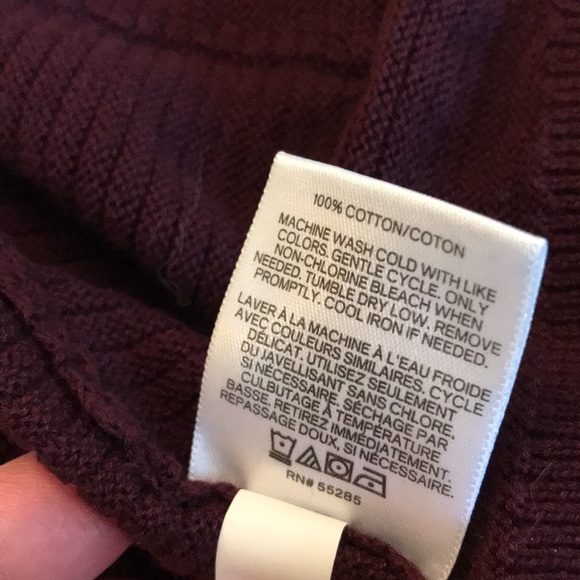 100% COTTON/COTON
MACHINE WASH COLD WITH LIKE
COLORS. GENTLE CYCLE. ONLY
NON-CHLORINE BLEACH WHEN
NEEDED. TUMBLE DRY LOW. REMOVE
PROMPTLY. COOL IRON IF NEEDED.
LAVER À LA MACHINE À L'EAU FROIDE
AVEC COULEURS SIMILAIRES. CYCLE
DÉLICAT. UTILISEZ SEULEMENT
DU JAVELLISANT SANS CHLORE.
SI NÉCESSAIRE. SÉCHAGE PAR
CULBUTAGE À TEMPÉRATURE
BASSE. RETIREZ IMMÉDIATEMENT.
REPASSAGE DOUX, SI NÉCESSAIRE.
RN# 55285